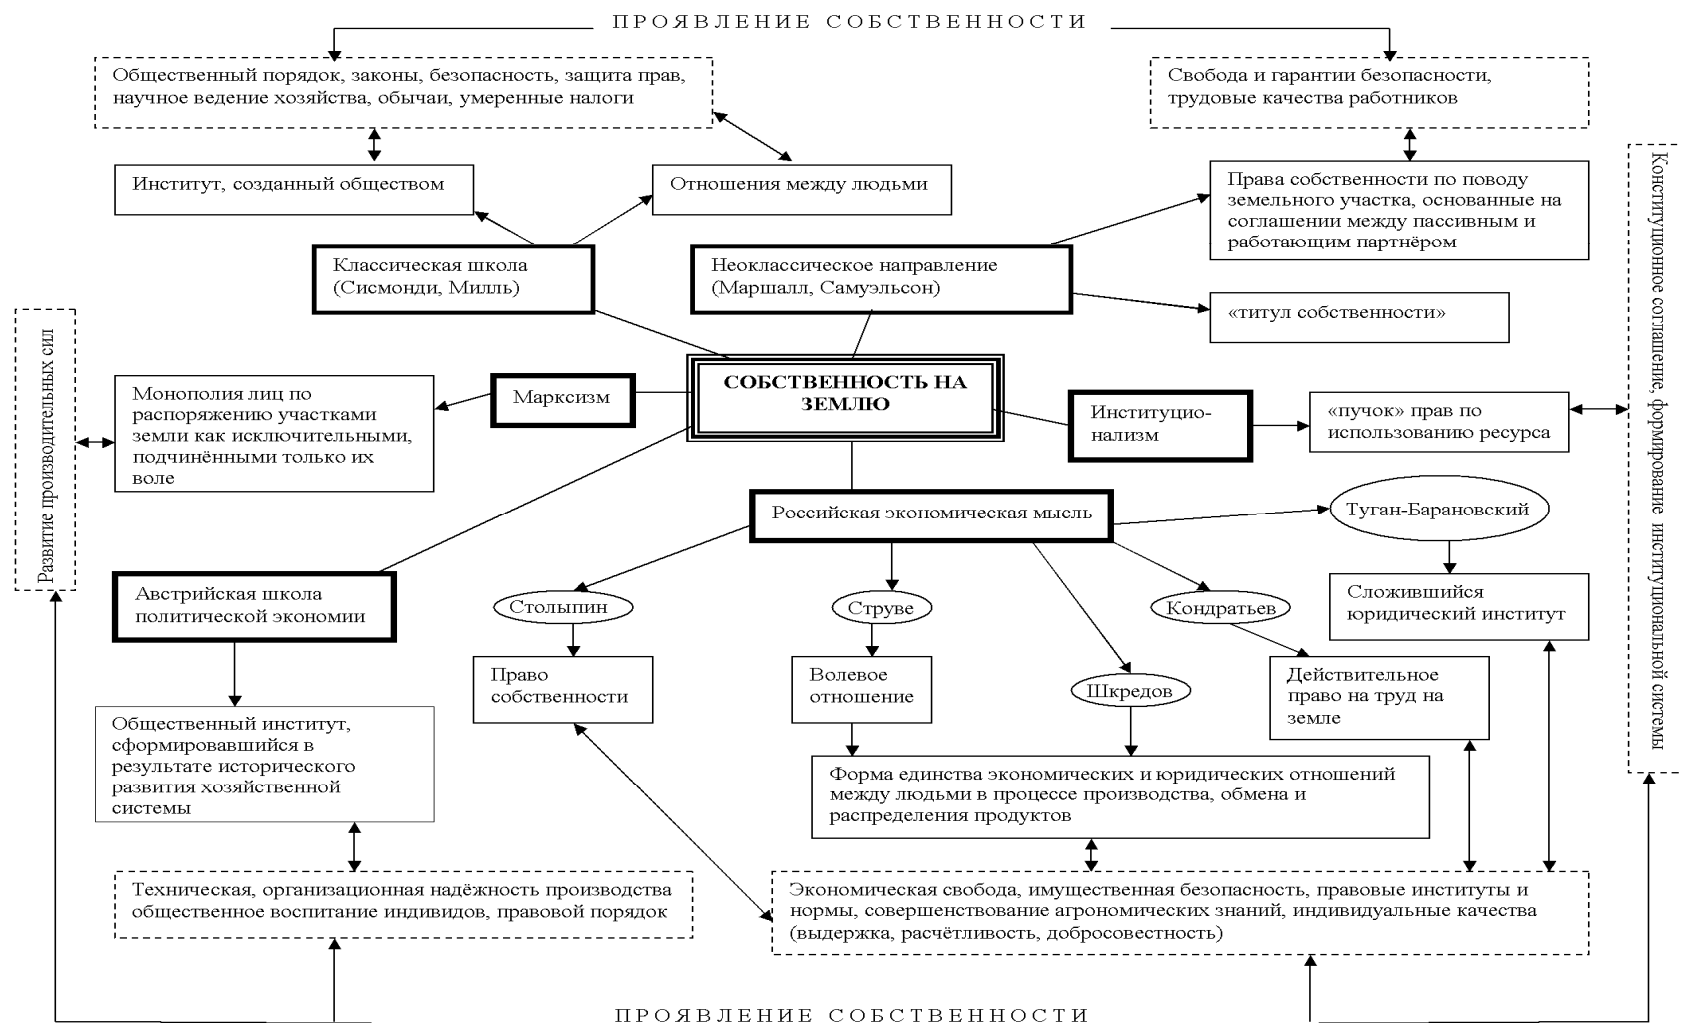 ПРОЯВЛЕНИЕ СОБСТВЕННОСТИ
Общественный порядок, законы, безопасность, защита прав,
научное ведение хозяйства, обычаи, умеренные налоги
Свобода и гарантии безопасности,
трудовые качества работников
Институт, созданный обществом
Отношения между людьми
Права собственности по поводу
земельного участка, основанные на
соглашении между пассивным и
работающим партнёром
Классическая школа
(Сисмонди, Милль)
Неоклассическое направление
(Маршалл, Самуэльсон)
«титул собственности»
Развитие производительных сил
Конституционное соглашение, формирование институциональной системы
Монополия лиц по
распоряжению участками
земли как исключительными,
подчинёнными только их
воле
Марксизм
СОБСТВЕННОСТЬ НА
ЗЕМЛЮ
Институцио-
нализм
«пучок» прав по
использованию ресурса
Российская экономическая мысль
Туган-Барановский
Австрийская школа
политической экономии
Столыпин
Струве
Кондратьев
Сложившийся
юридический институт
Право
собственности
Волевое
отношение
Шкредов
Действительное
право на труд на
земле
Общественный институт,
сформировавшийся в
результате исторического
развития хозяйственной
системы
Форма единства экономических и юридических отношений
между людьми в процессе производства, обмена и
распределения продуктов
Техническая, организационная надёжность производства
общественное воспитание индивидов, правовой порядок
Экономическая свобода, имущественная безопасность, правовые институты и
нормы, совершенствование агрономических знаний, индивидуальные качества
(выдержка, расчётливость, добросовестность)
ПРОЯВЛЕНИЕ СОБСТВЕННОСТИ